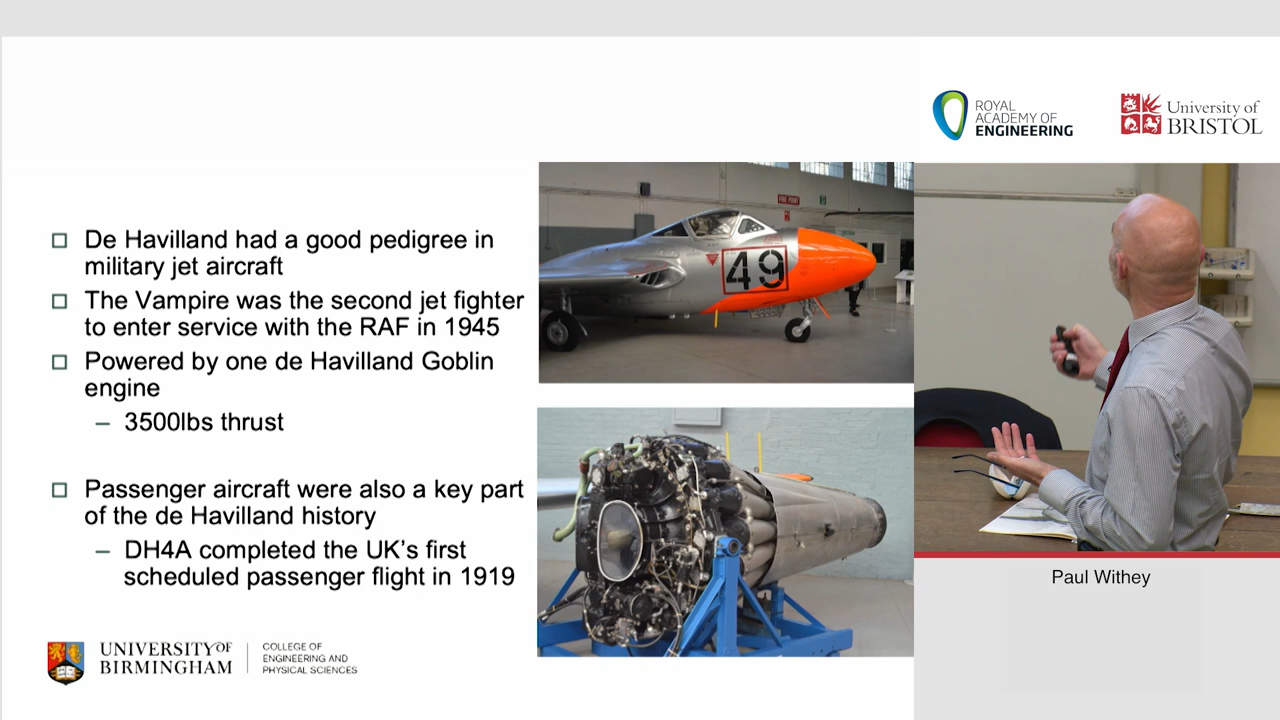 De Havilland had a good pedigree in
military jet aircraft
The Vampire was the second jet fighter
to enter service with the RAF in 1945
Powered by one de Havilland Goblin
engine
– 3500lbs thrust
Passenger aircraft were also a key part
of the de Havilland history
– DH4A completed the UK’s first
scheduled passenger flight in 1919
UNIVERSITY OF
BIRMINGHAM
COLLEGE OF
ENGINEERING AND
PHYSICAL SCIENCES
FIRE POINT
49
ROYAL
ACADEMY OF
ENGINEERING
University of
BRISTOL
Paul Withey